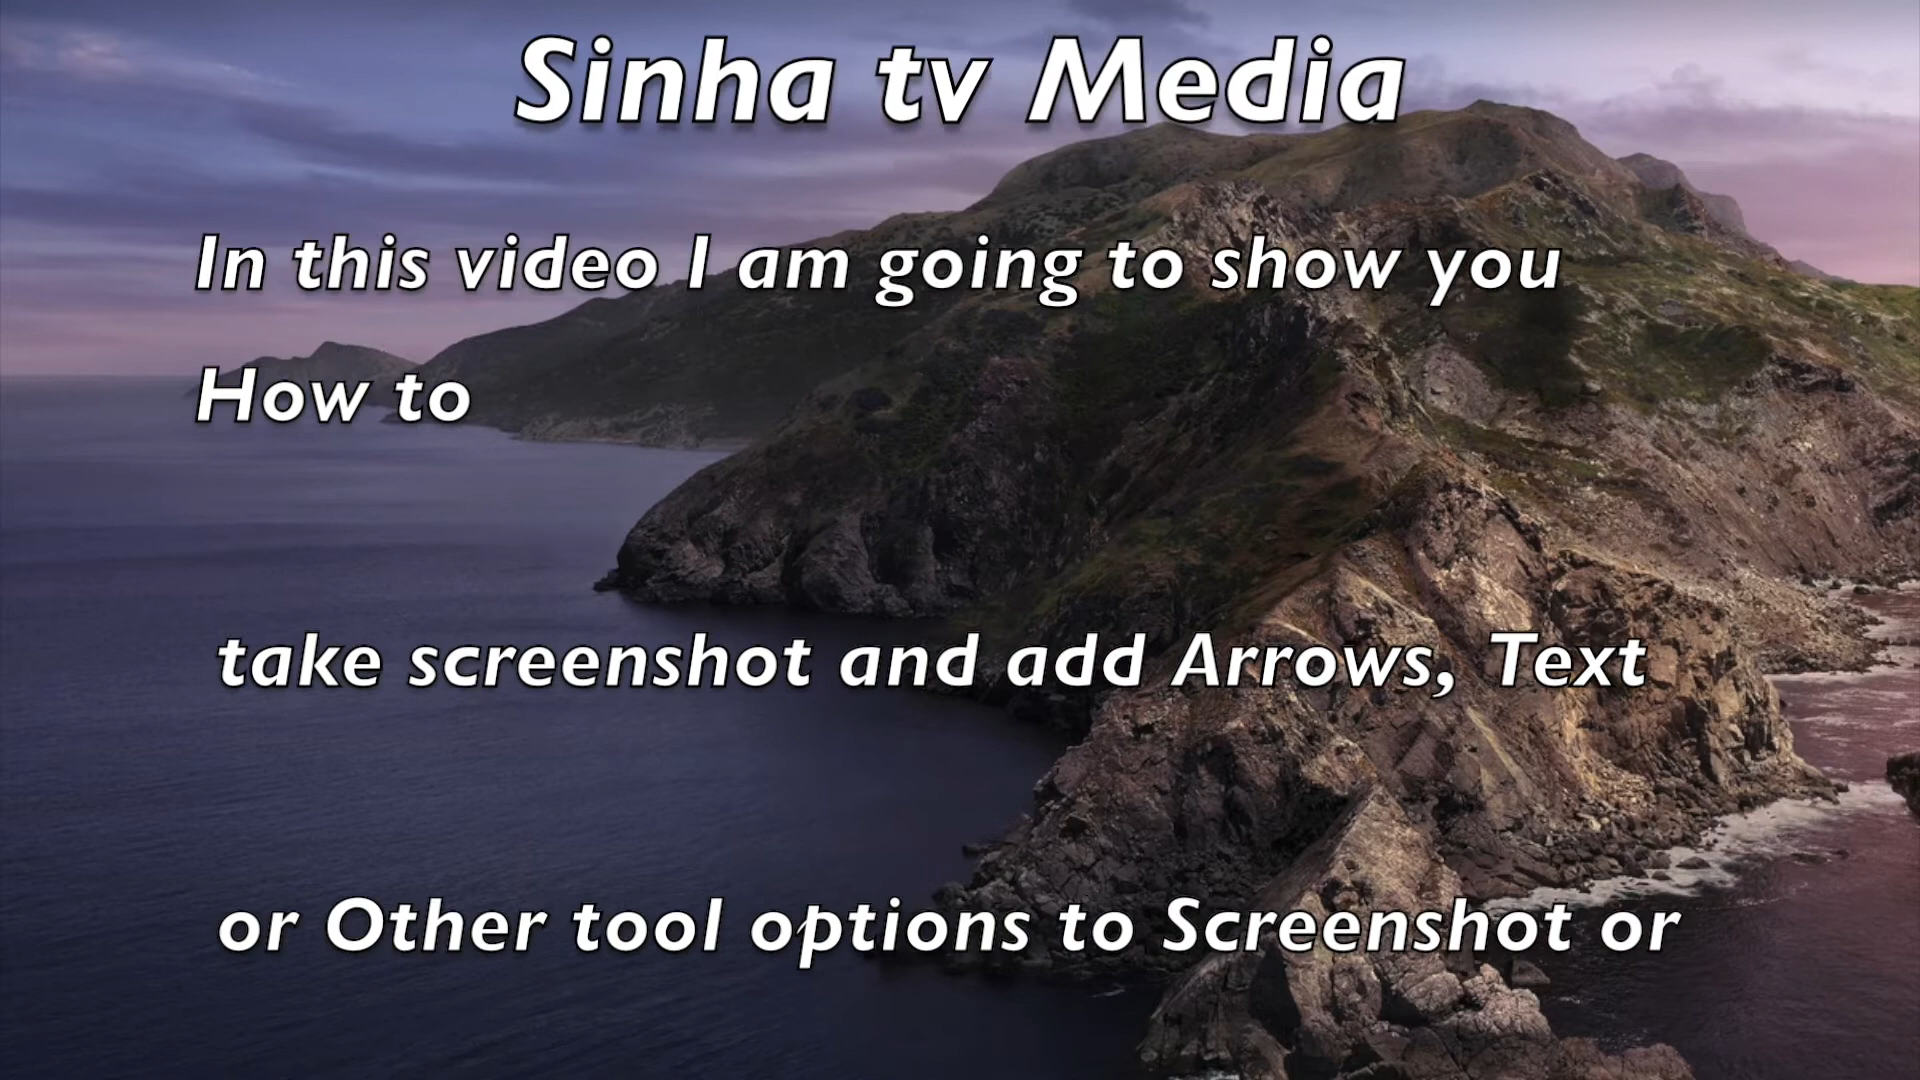 Sinha tv Media
In this video I am going to show you
How to
take screenshot and add Arrows, Text
or Other tool options to Screenshot or